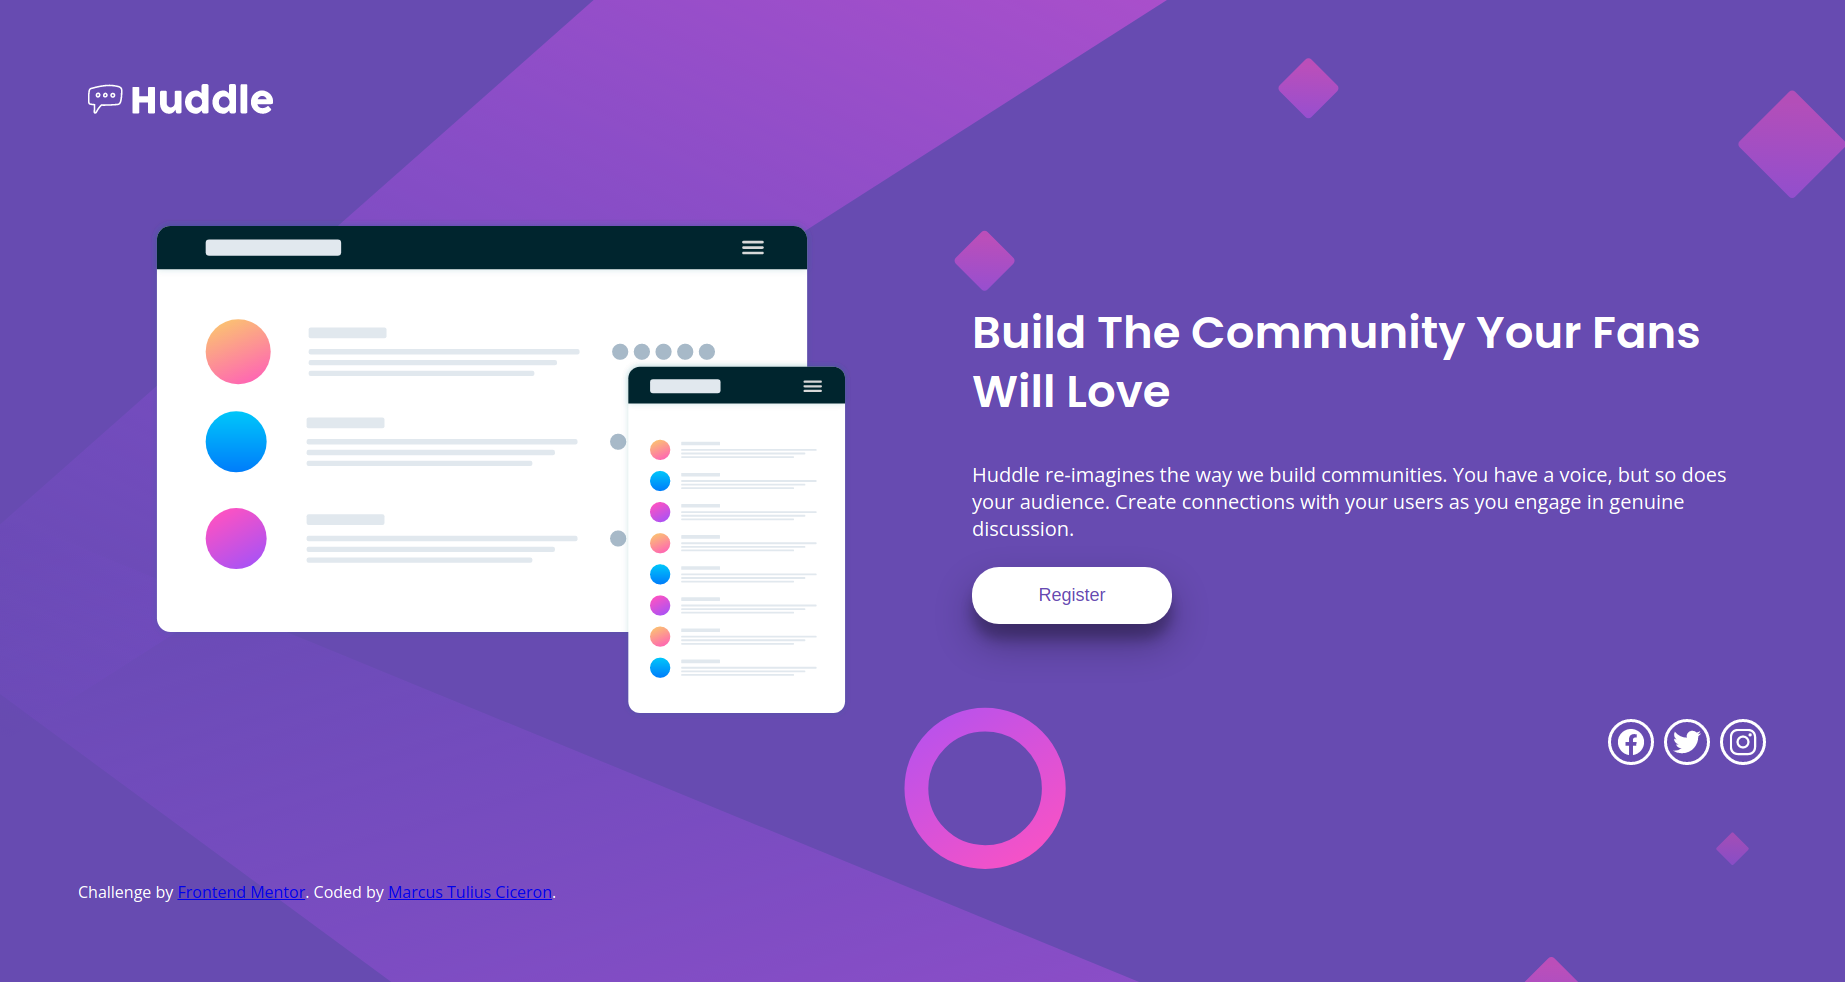 Huddle
Build The Community Your Fans
Will Love
Huddle re-imagines the way we build communities. You have a voice, but so does
your audience. Create connections with your users as you engage in genuine
discussion.
Register
Challenge by Frontend Mentor. Coded by Marcus Tulius Ciceron.